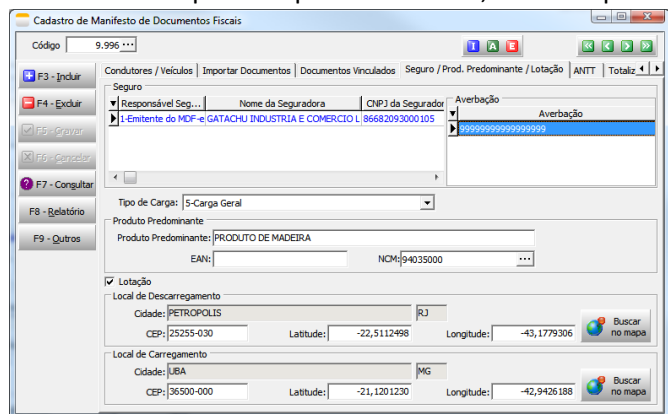 Cadastro de Manifesto de Documentos Fiscais
Código 9.996 ... I A E
F3 - Incluir
F4 - Excluir
F5 - Gravar
F6 - Cancelar
F7 - Consultar
F8 - Relatório
F9 - Outros
Condutores / Veículos Importar Documentos Documentos Vinculados Seguro / Prod. Predominante / Lotação ANTT Totaliz
Seguro
Responsável Seg... Nome da Seguradora CNPJ da Segurador
1-Emitente do MDF-e GATACHU INDUSTRIA E COMERCIO L 86682093000105
Averbação
Averbação
Tipo de Carga: 5-Carga Geral
Produto Predominante
Produto Predominante: PRODUTO DE MADEIRA
EAN: NCM: 94035000 ...
Lotação
Local de Descarregamento
Cidade: PETROPOLIS RJ
CEP: 25255-030 Latitude: -22,5112498 Longitude: -43,1779306 Buscar
no mapa
Local de Carregamento
Cidade: UBA MG
CEP: 36500-000 Latitude: -21,1201230 Longitude: -42,9426188 Buscar
no mapa